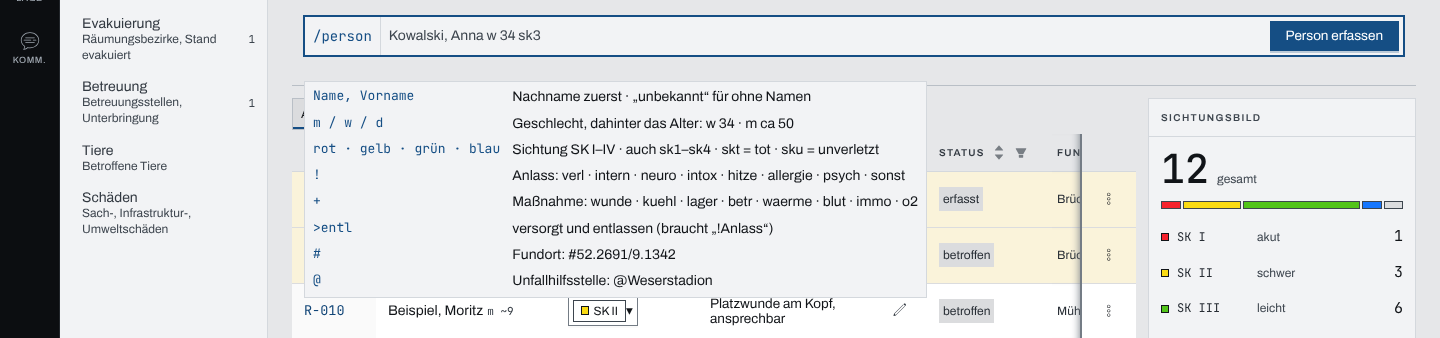 KOMM.
Evakuierung
Räumungsbezirke, Stand
evakuiert
1
Betreuung
Betreuungsstellen,
Unterbringung
1
Tiere
Betroffene Tiere
Schäden
Sach-, Infrastruktur-,
Umweltschäden
/person Kowalski, Anna w 34 sk3 Person erfassen
Name, Vorname Nachname zuerst · „unbekannt“ für ohne Namen
m / w / d Geschlecht, dahinter das Alter: w 34 · m ca 50
rot · gelb · grün · blau Sichtung SK I–IV · auch sk1–sk4 · skt = tot · sku = unverletzt
! Anlass: verl · intern · neuro · intox · hitze · allergie · psych · sonst
+ Maßnahme: wunde · kuehl · lager · betr · waerme · blut · immo · o2
>entl versorgt und entlassen (braucht „!Anlass“)
# Fundort: #52.2691/9.1342
@ Unfallhilfsstelle: @Weserstadion
STATUS FUN
erfasst Brüc
betroffen Brüc
R-010 Beispiel, Moritz m ~9 SK II Platzwunde am Kopf,
ansprechbar
betroffen Müh
SICHTUNGSBILD
12 gesamt
SK I akut 1
SK II schwer 3
SK III leicht 6